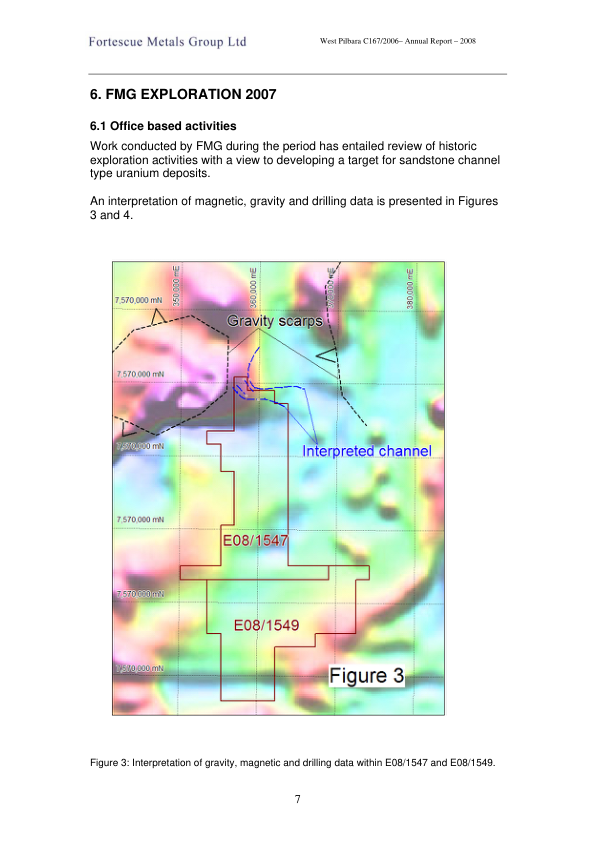 Fortescue Metals Group Ltd
West Pilbara C167/2006– Annual Report – 2008
6. FMG EXPLORATION 2007
6.1 Office based activities
Work conducted by FMG during the period has entailed review of historic
exploration activities with a view to developing a target for sandstone channel
type uranium deposits.
An interpretation of magnetic, gravity and drilling data is presented in Figures
3 and 4.
350,000 mE
360,000 mE
380,000 mE
7,570,000 mN
Gravity scarps
7,570,000 mN
7,570,000 mN
Interpreted channel
7,570,000 mN
E08/1547
7,570,000 mN
E08/1549
7,570,000 mN
Figure 3
Figure 3: Interpretation of gravity, magnetic and drilling data within E08/1547 and E08/1549.
7